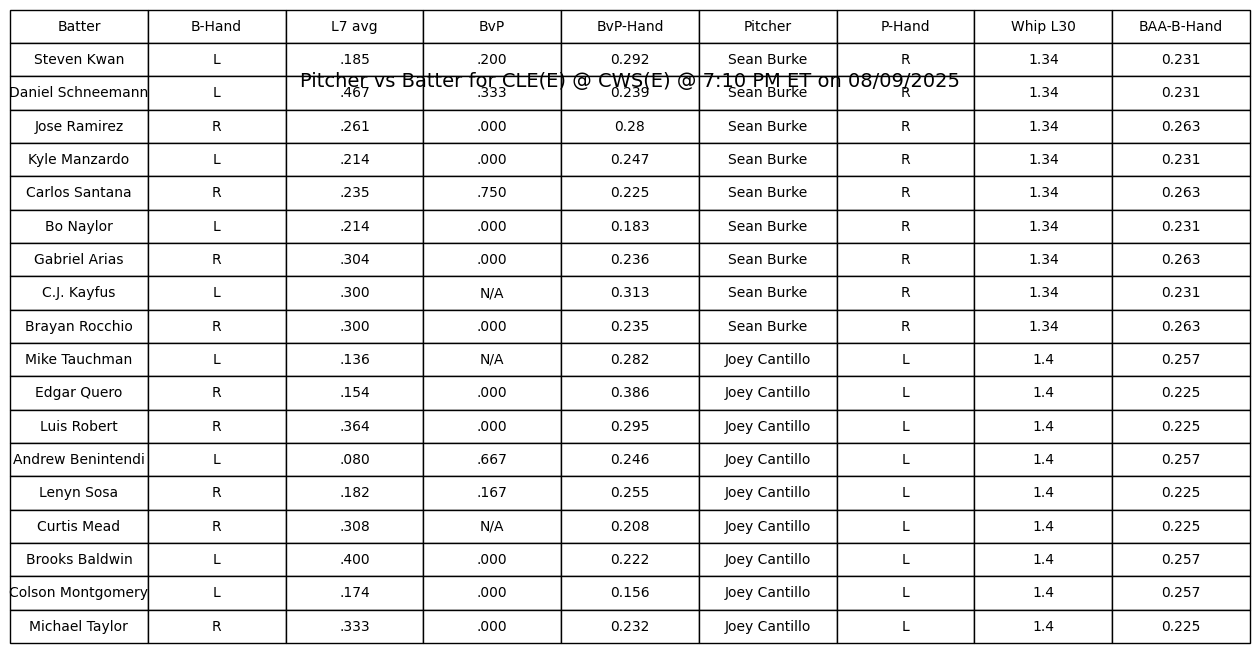 Batter B-Hand L7 avg BvP BvP-Hand Pitcher P-Hand Whip L30 BAA-B-Hand
Steven Kwan L .185 .200 0.292 Sean Burke R 1.34 0.231
Pitcher vs Batter for CLE(E) @ CWS(E) @ 7:10 PM ET on 08/09/2025
Daniel Schneemann L .467 .333 0.239 Sean Burke R 1.34 0.231
Jose Ramirez R .261 .000 0.28 Sean Burke R 1.34 0.263
Kyle Manzardo L .214 .000 0.247 Sean Burke R 1.34 0.231
Carlos Santana R .235 .750 0.225 Sean Burke R 1.34 0.263
Bo Naylor L .214 .000 0.183 Sean Burke R 1.34 0.231
Gabriel Arias R .304 .000 0.236 Sean Burke R 1.34 0.263
C.J. Kayfus L .300 N/A 0.313 Sean Burke R 1.34 0.231
Brayan Rocchio R .300 .000 0.235 Sean Burke R 1.34 0.263
Mike Tauchman L .136 N/A 0.282 Joey Cantillo L 1.4 0.257
Edgar Quero R .154 .000 0.386 Joey Cantillo L 1.4 0.225
Luis Robert R .364 .000 0.295 Joey Cantillo L 1.4 0.225
Andrew Benintendi L .080 .667 0.246 Joey Cantillo L 1.4 0.257
Lenyn Sosa R .182 .167 0.255 Joey Cantillo L 1.4 0.225
Curtis Mead R .308 N/A 0.208 Joey Cantillo L 1.4 0.225
Brooks Baldwin L .400 .000 0.222 Joey Cantillo L 1.4 0.257
Colson Montgomery L .174 .000 0.156 Joey Cantillo L 1.4 0.257
Michael Taylor R .333 .000 0.232 Joey Cantillo L 1.4 0.225